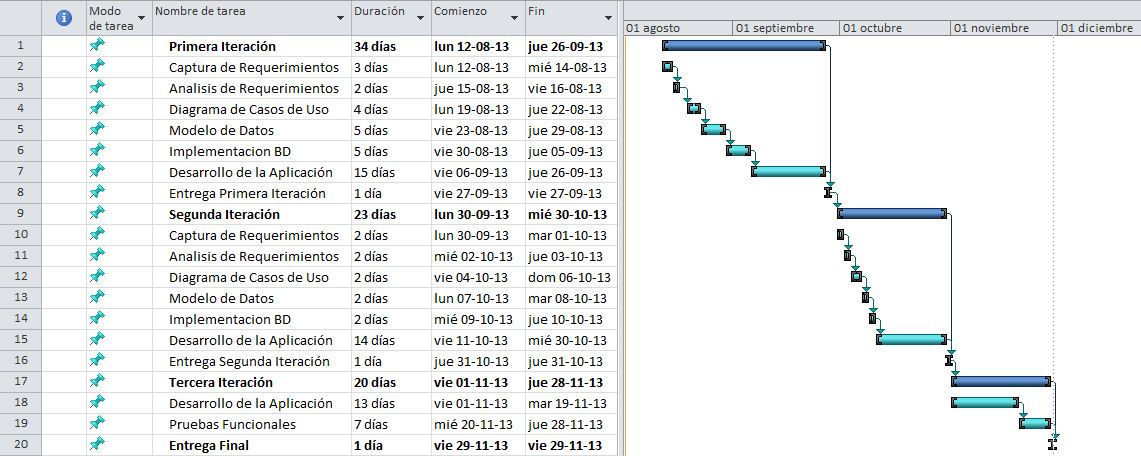 Modo de tarea Nombre de tarea Duración Comienzo Fin 01 agosto 01 septiembre 01 octubre 01 noviembre 01 diciembre
1 Primera Iteración 34 días lun 12-08-13 jue 26-09-13
2 Captura de Requerimientos 3 días lun 12-08-13 mié 14-08-13
3 Analisis de Requerimientos 2 días jue 15-08-13 vie 16-08-13
4 Diagrama de Casos de Uso 4 días lun 19-08-13 jue 22-08-13
5 Modelo de Datos 5 días vie 23-08-13 jue 29-08-13
6 Implementacion BD 5 días vie 30-08-13 jue 05-09-13
7 Desarrollo de la Aplicación 15 días vie 06-09-13 jue 26-09-13
8 Entrega Primera Iteración 1 día vie 27-09-13 vie 27-09-13
9 Segunda Iteración 23 días lun 30-09-13 mié 30-10-13
10 Captura de Requerimientos 2 días lun 30-09-13 mar 01-10-13
11 Analisis de Requerimientos 2 días mié 02-10-13 jue 03-10-13
12 Diagrama de Casos de Uso 2 días vie 04-10-13 dom 06-10-13
13 Modelo de Datos 2 días lun 07-10-13 mar 08-10-13
14 Implementacion BD 2 días mié 09-10-13 jue 10-10-13
15 Desarrollo de la Aplicación 14 días vie 11-10-13 mié 30-10-13
16 Entrega Segunda Iteración 1 día jue 31-10-13 jue 31-10-13
17 Tercera Iteración 20 días vie 01-11-13 jue 28-11-13
18 Desarrollo de la Aplicación 13 días vie 01-11-13 mar 19-11-13
19 Pruebas Funcionales 7 días mié 20-11-13 jue 28-11-13
20 Entrega Final 1 día vie 29-11-13 vie 29-11-13